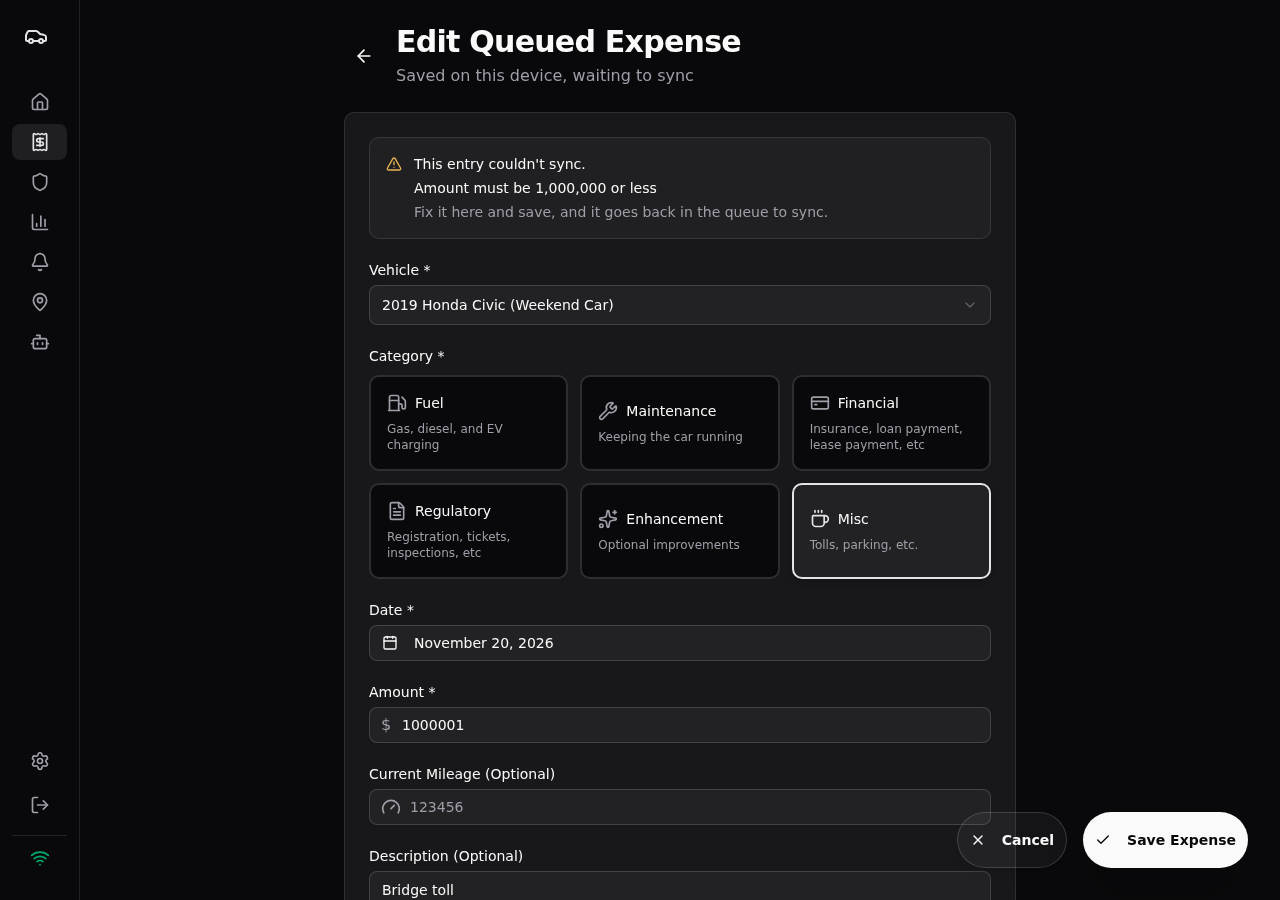 Edit Queued Expense
Saved on this device, waiting to sync
This entry couldn't sync.
Amount must be 1,000,000 or less
Fix it here and save, and it goes back in the queue to sync.
Vehicle *
2019 Honda Civic (Weekend Car)
Category *
Fuel
Gas, diesel, and EV
charging
Maintenance
Keeping the car running
Financial
Insurance, loan payment,
lease payment, etc
Regulatory
Registration, tickets,
inspections, etc
Enhancement
Optional improvements
Misc
Tolls, parking, etc.
Date *
November 20, 2026
Amount *
$ 1000001
Current Mileage (Optional)
123456
Description (Optional)
Bridge toll
Cancel
Save Expense